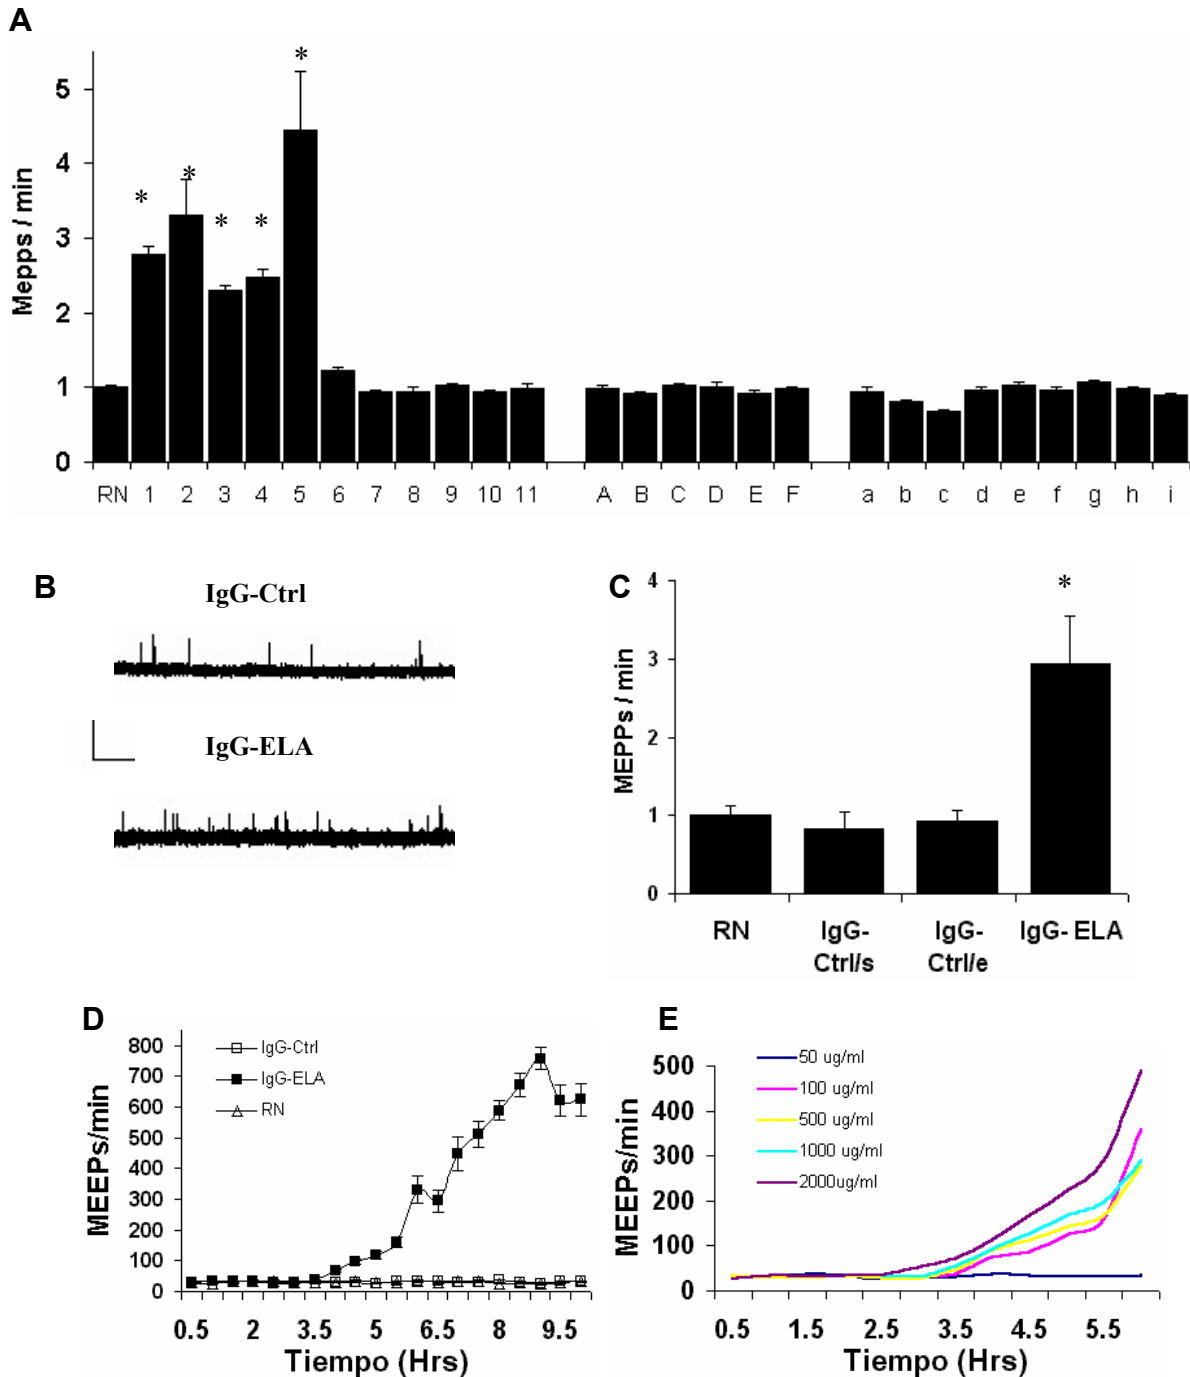 A
Mepps / min
5
4
3
2
1
0
* * * * *
RN 1 2 3 4 5 6 7 8 9 10 11 A B C D E F a b c d e f g h i
B
IgG-Ctrl
IgG-ELA
C
MEPPs / min
4
3
2
1
0
*
RN IgG-Ctrl/s IgG-Ctrl/e IgG- ELA
D
MEEPs/min
800
700
600
500
400
300
200
100
0
IgG-Ctrl
IgG-ELA
RN
0.5 2 3.5 5 6.5 8 9.5
Tiempo (Hrs)
E
MEEPs/min
500
400
300
200
100
0
50 ug/ml
100 ug/ml
500 ug/ml
1000 ug/ml
2000ug/ml
0.5 1.5 2.5 3.5 4.5 5.5
Tiempo (Hrs)